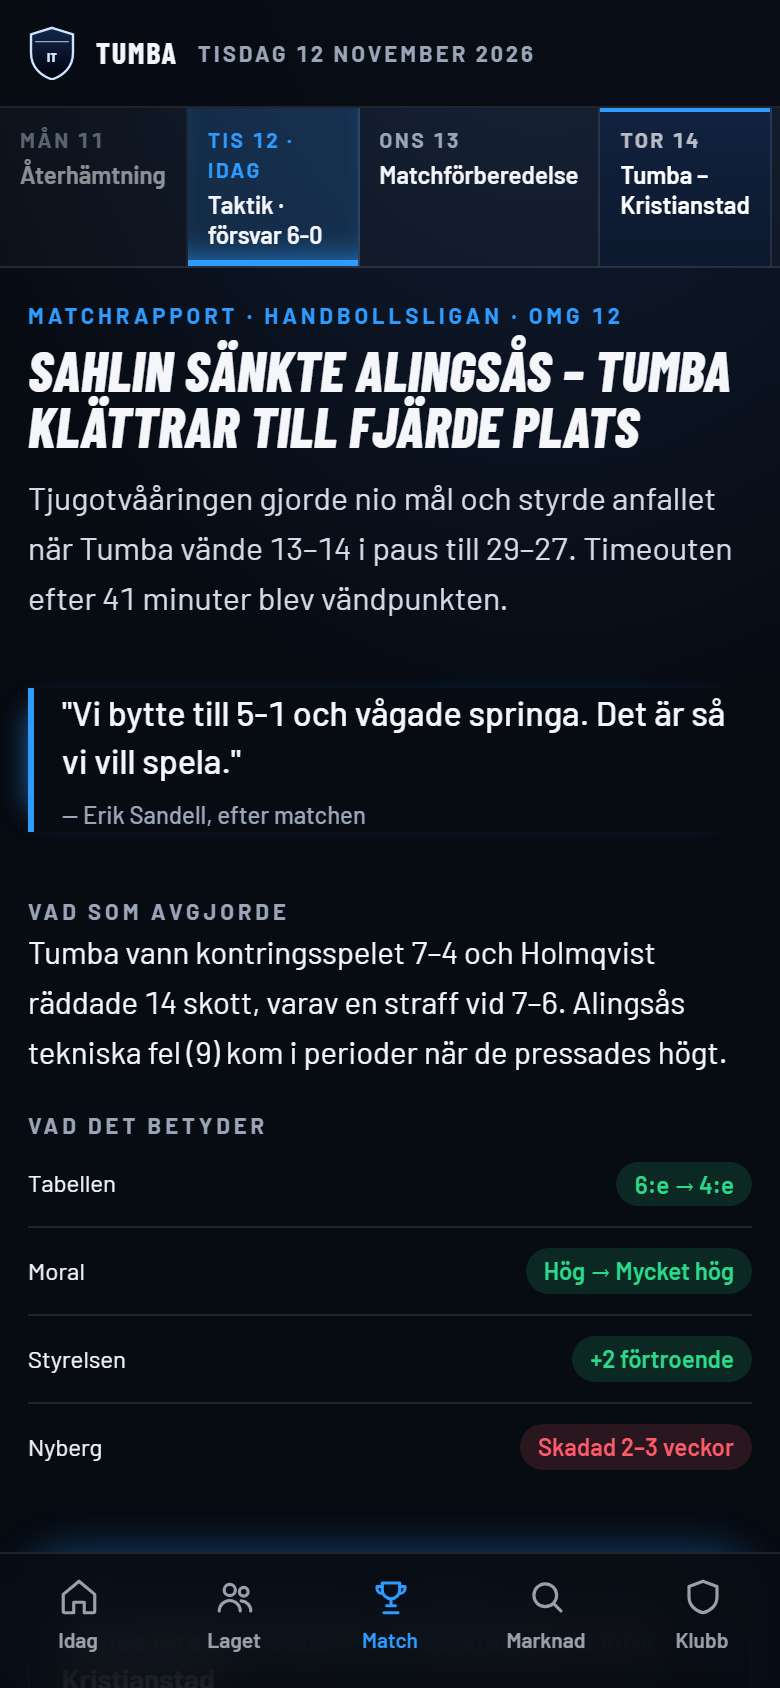 IT
TUMBA TISDAG 12 NOVEMBER 2026
MÅN 11
Återhämtning
TIS 12 ·
IDAG
Taktik ·
försvar 6-0
ONS 13
Matchförberedelse
TOR 14
Tumba –
Kristianstad
MATCHRAPPORT · HANDBOLLSLIGAN · OMG 12
SAHLIN SÄNKTE ALINGSÅS – TUMBA
KLÄTTRAR TILL FJÄRDE PLATS
Tjugotvååringen gjorde nio mål och styrde anfallet
när Tumba vände 13–14 i paus till 29–27. Timeouten
efter 41 minuter blev vändpunkten.
"Vi bytte till 5-1 och vågade springa. Det är så
vi vill spela."
— Erik Sandell, efter matchen
VAD SOM AVGJORDE
Tumba vann kontringsspelet 7–4 och Holmqvist
räddade 14 skott, varav en straff vid 7–6. Alingsås
tekniska fel (9) kom i perioder när de pressades högt.
VAD DET BETYDER
Tabellen 6:e → 4:e
Moral Hög → Mycket hög
Styrelsen +2 förtroende
Nyberg Skadad 2–3 veckor
Idag Laget Match Marknad Klubb
Kristianstad